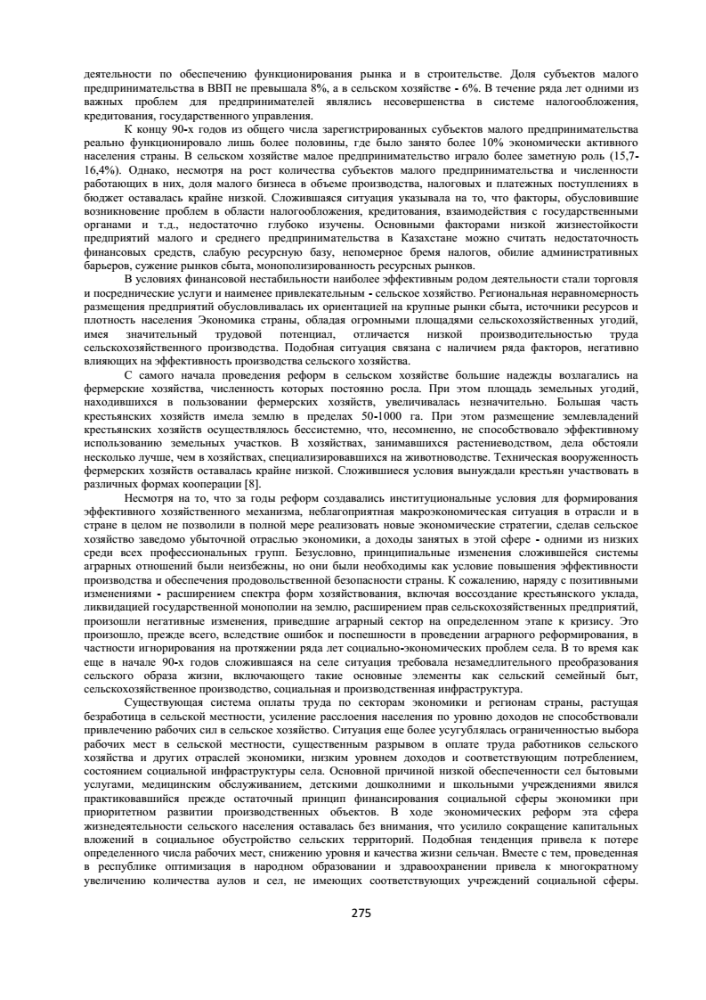 деятельности по обеспечению функционирования рынка и в строительстве. Доля субъектов малого
предпринимательства в ВВП не превышала 8%, а в сельском хозяйстве - 6%. В течение ряда лет одними из
важных проблем для предпринимателей являлись несовершенства в системе налогообложения,
кредитования, государственного управления.
К концу 90-х годов из общего числа зарегистрированных субъектов малого предпринимательства
реально функционировало лишь более половины, где было занято более 10% экономически активного
населения страны. В сельском хозяйстве малое предпринимательство играло более заметную роль (15,7-
16,4%). Однако, несмотря на рост количества субъектов малого предпринимательства и численности
работающих в них, доля малого бизнеса в объеме производства, налоговых и платежных поступлениях в
бюджет оставалась крайне низкой. Сложившаяся ситуация указывала на то, что факторы, обусловившие
возникновение проблем в области налогообложения, кредитования, взаимодействия с государственными
органами и т.д., недостаточно глубоко изучены. Основными факторами низкой жизнестойкости
предприятий малого и среднего предпринимательства в Казахстане можно считать недостаточность
финансовых средств, слабую ресурсную базу, непомерное бремя налогов, обилие административных
барьеров, сужение рынков сбыта, монополизированность ресурсных рынков.
В условиях финансовой нестабильности наиболее эффективным родом деятельности стали торговля
и посреднические услуги и наименее привлекательным - сельское хозяйство. Региональная неравномерность
размещения предприятий обусловливалась их ориентацией на крупные рынки сбыта, источники ресурсов и
плотность населения Экономика страны, обладая огромными площадями сельскохозяйственных угодий,
имея значительный трудовой потенциал, отличается низкой производительностью труда
сельскохозяйственного производства. Подобная ситуация связана с наличием ряда факторов, негативно
влияющих на эффективность производства сельского хозяйства.
С самого начала проведения реформ в сельском хозяйстве большие надежды возлагались на
фермерские хозяйства, численность которых постоянно росла. При этом площадь земельных угодий,
находившихся в пользовании фермерских хозяйств, увеличивалась незначительно. Большая часть
крестьянских хозяйств имела землю в пределах 50-1000 га. При этом размещение землевладений
крестьянских хозяйств осуществлялось бессистемно, что, несомненно, не способствовало эффективному
использованию земельных участков. В хозяйствах, занимавшихся растениеводством, дела обстояли
несколько лучше, чем в хозяйствах, специализировавшихся на животноводстве. Техническая вооруженность
фермерских хозяйств оставалась крайне низкой. Сложившиеся условия вынуждали крестьян участвовать в
различных формах кооперации [8].
Несмотря на то, что за годы реформ создавались институциональные условия для формирования
эффективного хозяйственного механизма, неблагоприятная макроэкономическая ситуация в отрасли и в
стране в целом не позволили в полной мере реализовать новые экономические стратегии, сделав сельское
хозяйство заведомо убыточной отраслью экономики, а доходы занятых в этой сфере - одними из низких
среди всех профессиональных групп. Безусловно, принципиальные изменения сложившейся системы
аграрных отношений были неизбежны, но они были необходимы как условие повышения эффективности
производства и обеспечения продовольственной безопасности страны. К сожалению, наряду с позитивными
изменениями - расширением спектра форм хозяйствования, включая воссоздание крестьянского уклада,
ликвидацией государственной монополии на землю, расширением прав сельскохозяйственных предприятий,
произошли негативные изменения, приведшие аграрный сектор на определенном этапе к кризису. Это
произошло, прежде всего, вследствие ошибок и поспешности в проведении аграрного реформирования, в
частности игнорирования на протяжении ряда лет социально-экономических проблем села. В то время как
еще в начале 90-х годов сложившаяся на селе ситуация требовала незамедлительного преобразования
сельского образа жизни, включающего такие основные элементы как сельский семейный быт,
сельскохозяйственное производство, социальная и производственная инфраструктура.
Существующая система оплаты труда по секторам экономики и регионам страны, растущая
безработица в сельской местности, усиление расслоения населения по уровню доходов не способствовали
привлечению рабочих сил в сельское хозяйство. Ситуация еще более усугублялась ограниченностью выбора
рабочих мест в сельской местности, существенным разрывом в оплате труда работников сельского
хозяйства и других отраслей экономики, низким уровнем доходов и соответствующим потреблением,
состоянием социальной инфраструктуры села. Основной причиной низкой обеспеченности сел бытовыми
услугами, медицинским обслуживанием, детскими дошколними и школьными учреждениями явился
практиковавшийся прежде остаточный принцип финансирования социальной сферы экономики при
приоритетном развитии производственных объектов. В ходе экономических реформ эта сфера
жизнедеятельности сельского населения оставалась без внимания, что усилило сокращение капитальных
вложений в социальное обустройство сельских территорий. Подобная тенденция привела к потере
определенного числа рабочих мест, снижению уровня и качества жизни сельчан. Вместе с тем, проведенная
в республике оптимизация в народном образовании и здравоохранении привела к многократному
увеличению количества аулов и сел, не имеющих соответствующих учреждений социальной сферы.
275